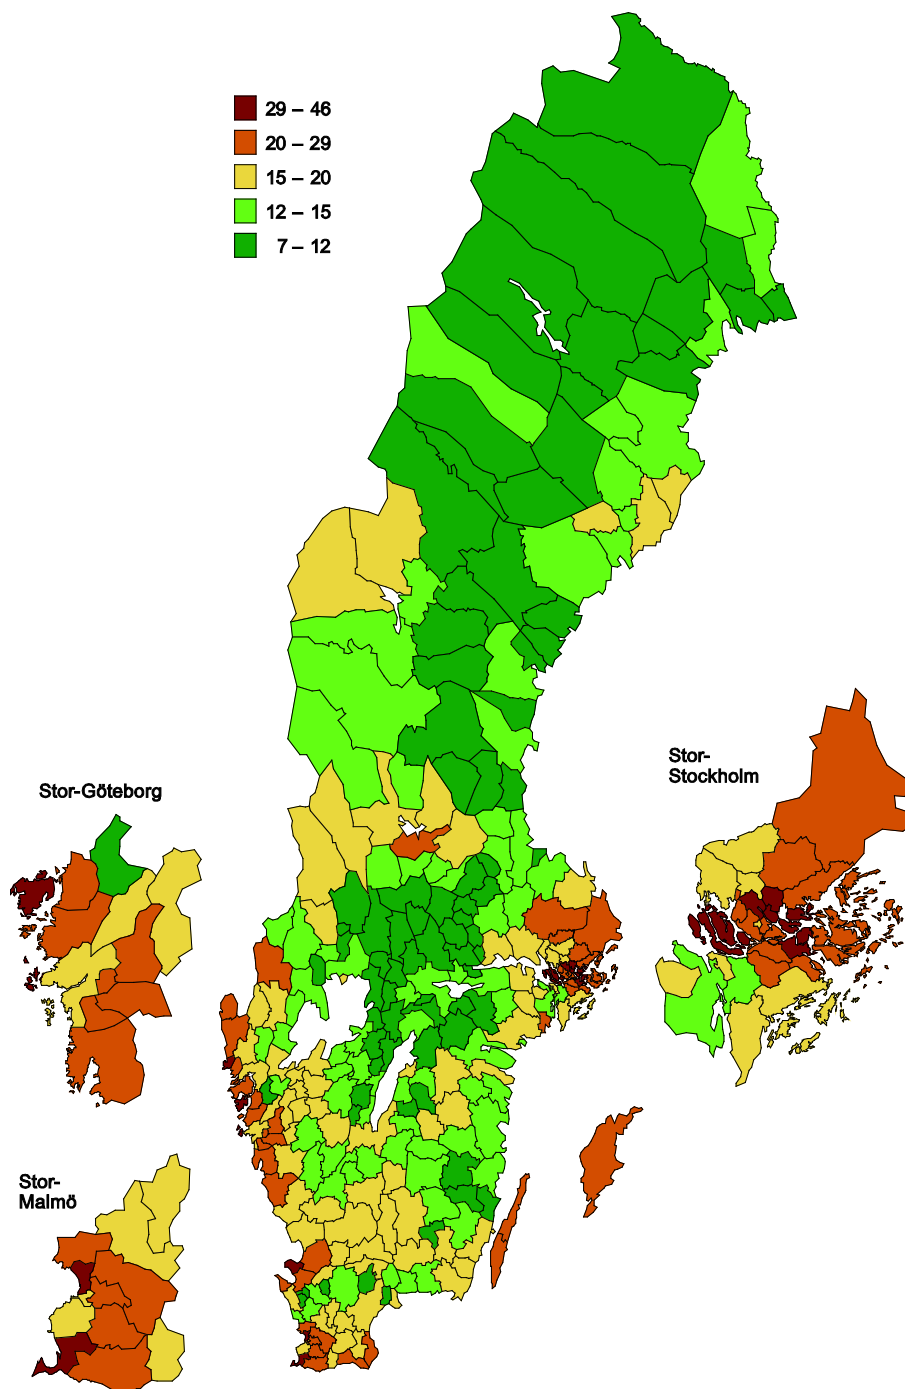 29 – 46
20 – 29
15 – 20
12 – 15
7 – 12
Stor-
Stockholm
Stor-Göteborg
Stor-
Malmö